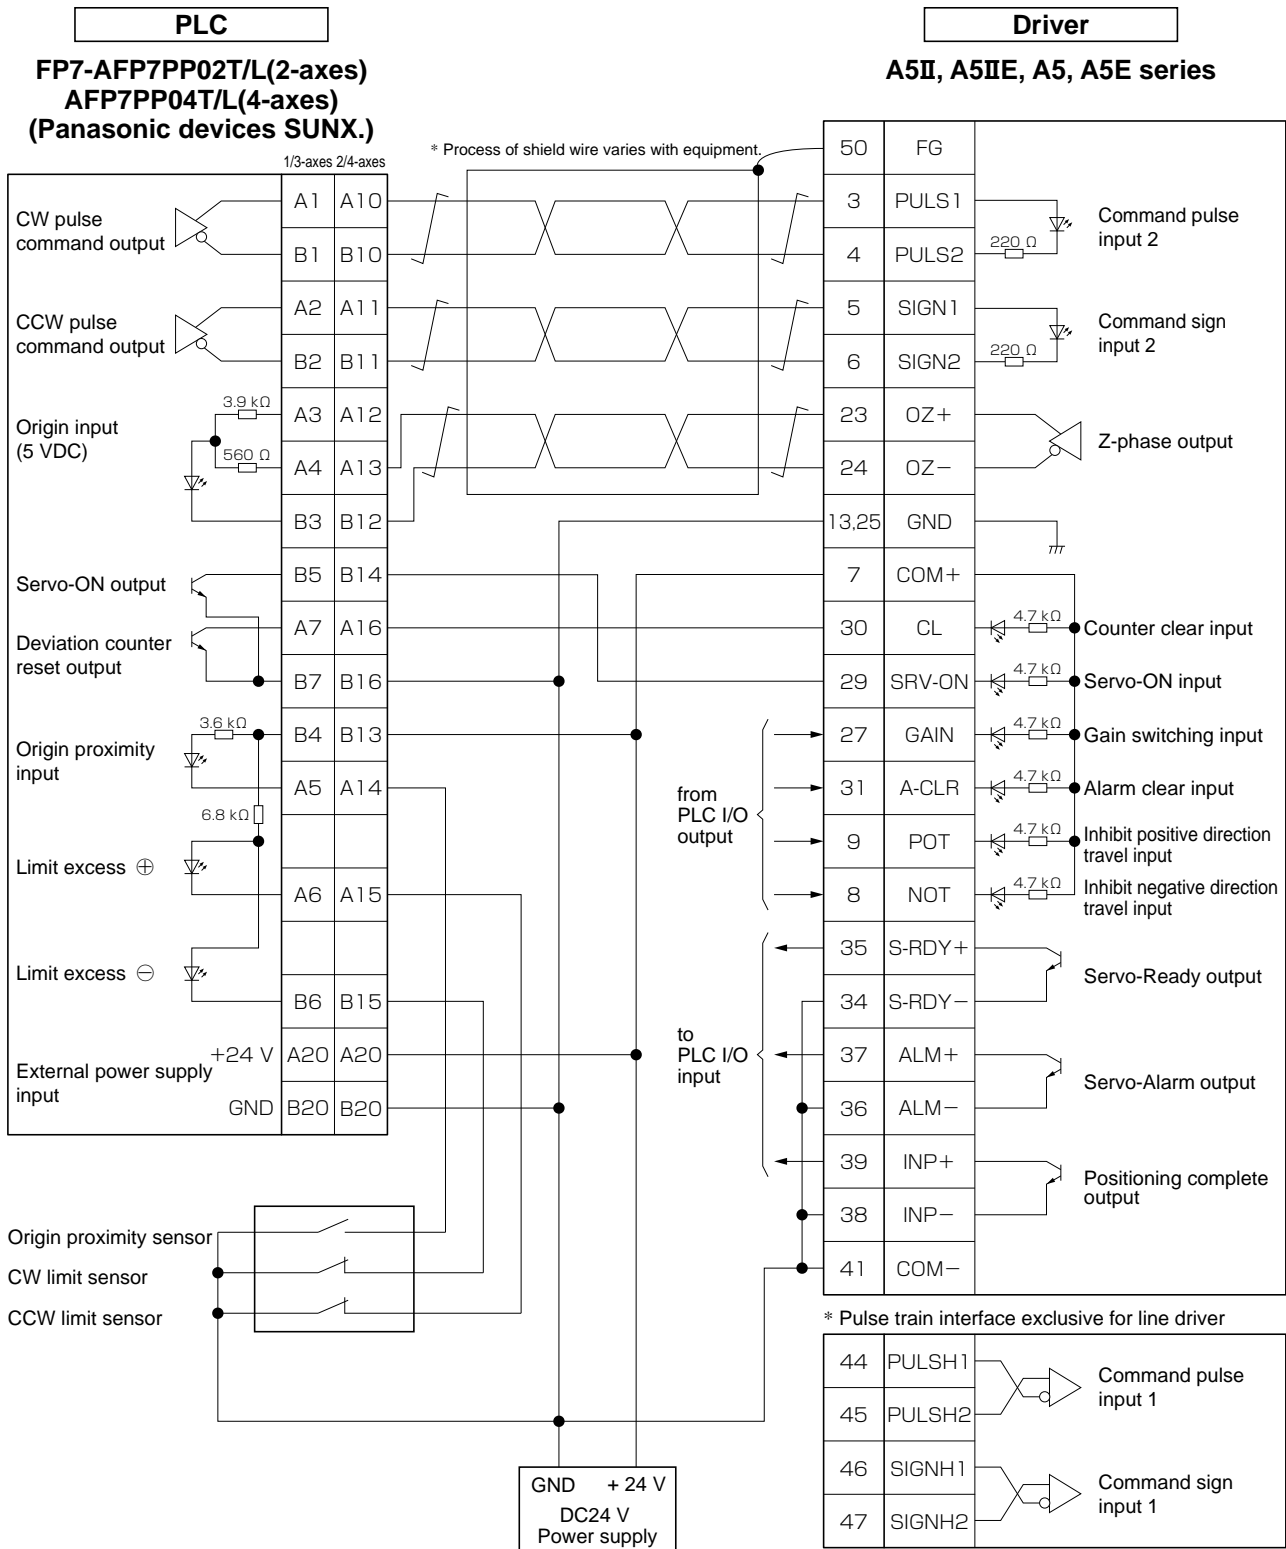 PLC
Driver
FP7-AFP7PP02T/L(2-axes)
AFP7PP04T/L(4-axes)
(Panasonic devices SUNX.)
A5II, A5IIE, A5, A5E series
1/3-axes 2/4-axes
* Process of shield wire varies with equipment.
50 FG
CW pulse
command output
A1 A10
3 PULS1
Command pulse
input 2
220 Ω
B1 B10
4 PULS2
CCW pulse
command output
A2 A11
5 SIGN1
Command sign
input 2
220 Ω
B2 B11
6 SIGN2
Origin input
(5 VDC)
3.9 kΩ
A3 A12
23 OZ+
Z-phase output
560 Ω
A4 A13
24 OZ−
B3 B12
13,25 GND
Servo-ON output
B5 B14
7 COM+
Deviation counter
reset output
A7 A16
30 CL
4.7 kΩ
Counter clear input
B7 B16
29 SRV-ON
4.7 kΩ
Servo-ON input
Origin proximity
input
3.6 kΩ
B4 B13
from
PLC I/O
output
27 GAIN
4.7 kΩ
Gain switching input
A5 A14
31 A-CLR
4.7 kΩ
Alarm clear input
6.8 kΩ
9 POT
4.7 kΩ
Inhibit positive direction
travel input
Limit excess ⊕
A6 A15
8 NOT
4.7 kΩ
Inhibit negative direction
travel input
Limit excess ⊖
35 S-RDY+
Servo-Ready output
B6 B15
34 S-RDY−
to
PLC I/O
input
External power supply
input
+24 V A20 A20
37 ALM+
Servo-Alarm output
GND B20 B20
36 ALM−
39 INP+
Positioning complete
output
38 INP−
41 COM−
Origin proximity sensor
CW limit sensor
CCW limit sensor
* Pulse train interface exclusive for line driver
44 PULSH1
Command pulse
input 1
45 PULSH2
46 SIGNH1
Command sign
input 1
47 SIGNH2
GND + 24 V
DC24 V
Power supply